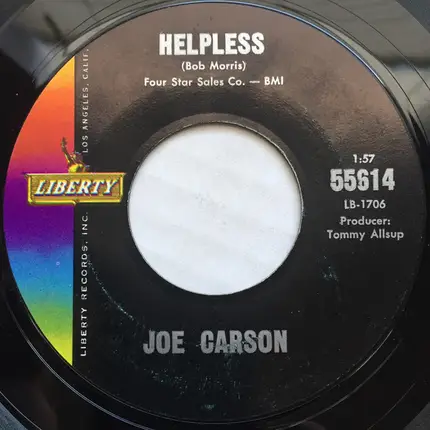 HELPLESS
(Bob Morris)
Four Star Sales Co. — BMI
LIBERTY
LIBERTY RECORDS, INC. LOS ANGELES, CALIF.
1:57
55614
LB-1706
Producer:
Tommy Allsup
JOE CARSON